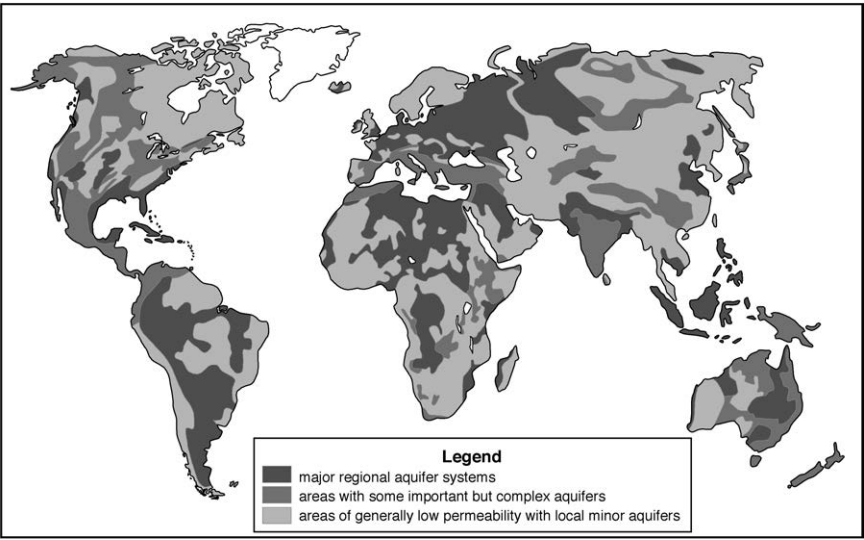 Legend
major regional aquifer systems
areas with some important but complex aquifers
areas of generally low permeability with local minor aquifers